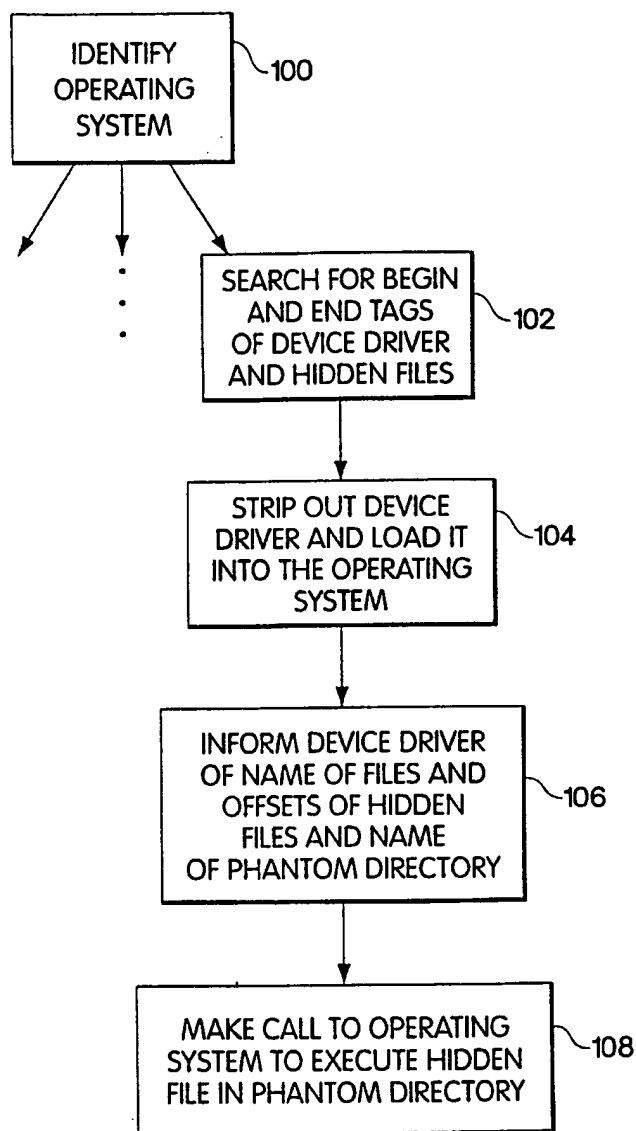 IDENTIFY
OPERATING
SYSTEM
100
SEARCH FOR BEGIN
AND END TAGS
OF DEVICE DRIVER
AND HIDDEN FILES
102
STRIP OUT DEVICE
DRIVER AND LOAD IT
INTO THE OPERATING
SYSTEM
104
INFORM DEVICE DRIVER
OF NAME OF FILES AND
OFFSETS OF HIDDEN
FILES AND NAME
OF PHANTOM DIRECTORY
106
MAKE CALL TO OPERATING
SYSTEM TO EXECUTE HIDDEN
FILE IN PHANTOM DIRECTORY
108